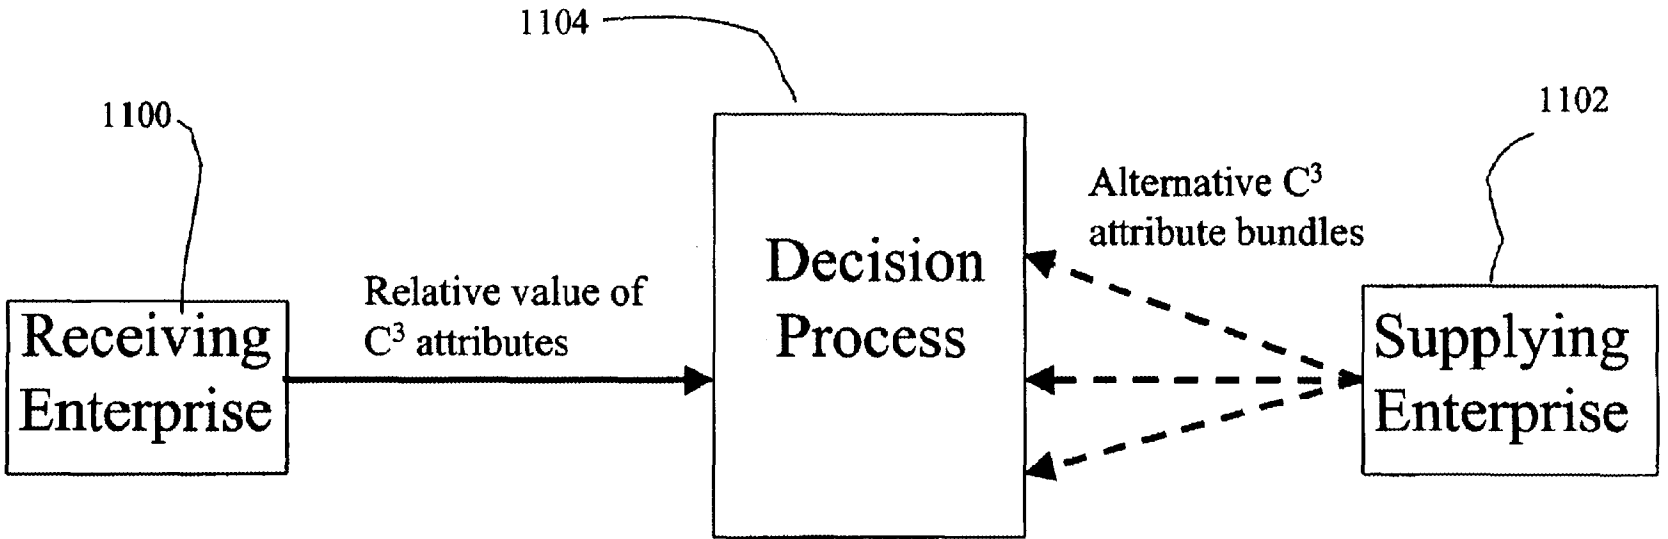 1104
1100
1102
Alternative C³
attribute bundles
Decision
Process
Relative value of
C³ attributes
Receiving
Enterprise
Supplying
Enterprise